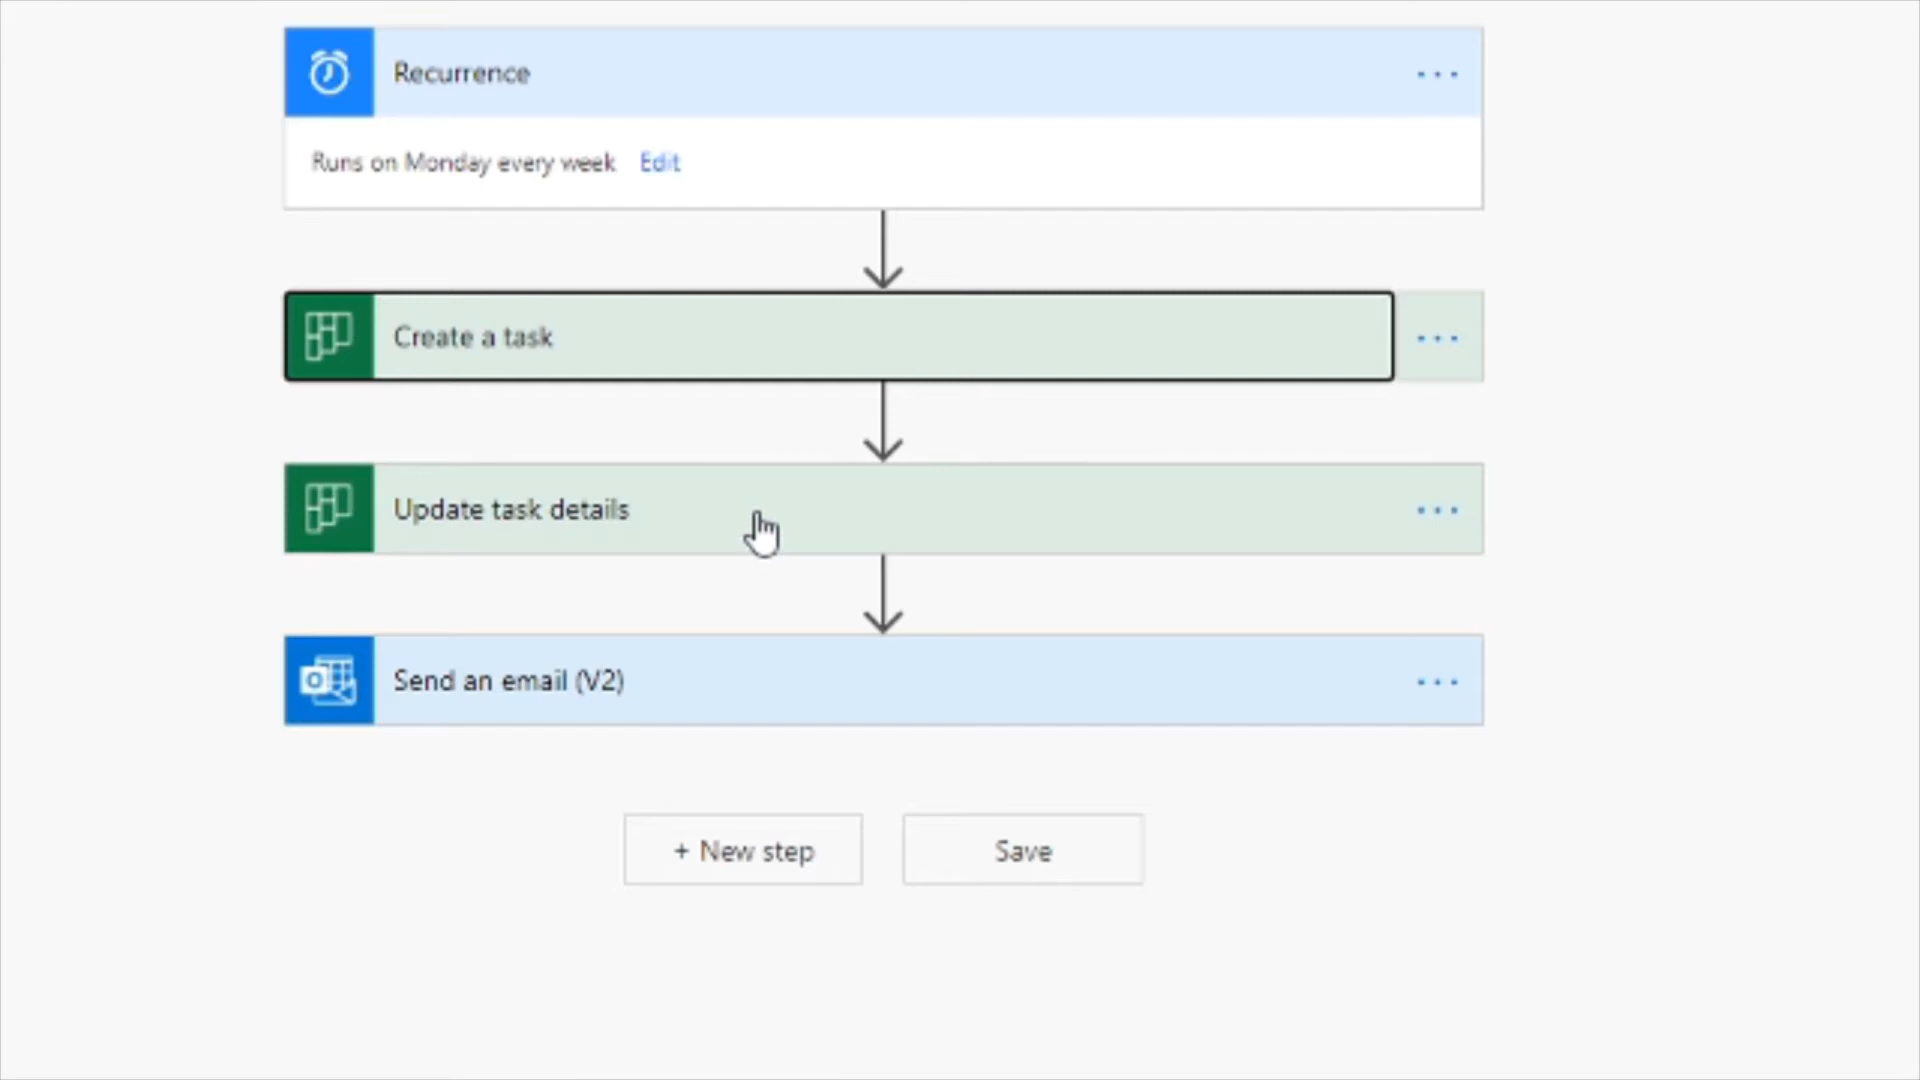 Recurrence
Runs on Monday every week Edit
Create a task
Update task details
Send an email (V2)
+ New step
Save